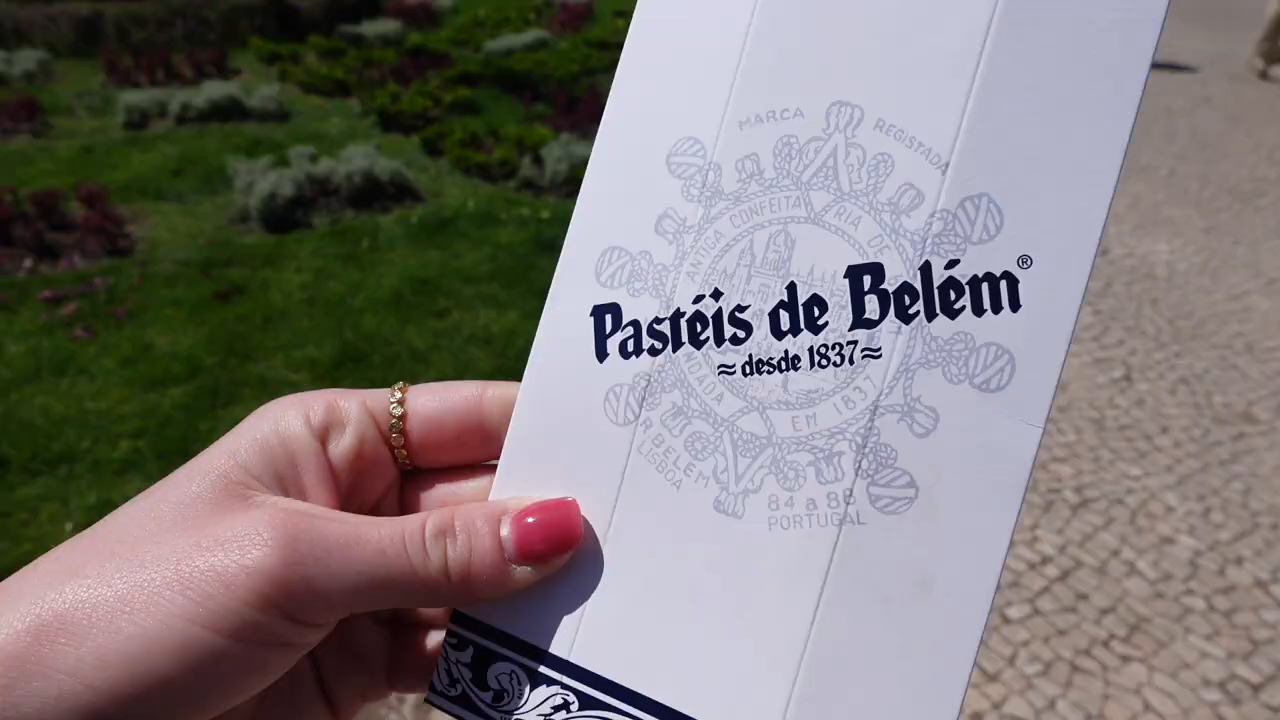 MARCA REGISTADA
ANTIGA CONFEITARIA DE
Pastéis de Belém®
≈desde 1837≈
EM 1837
R. BELEM
LISBOA
84 a 88
PORTUGAL